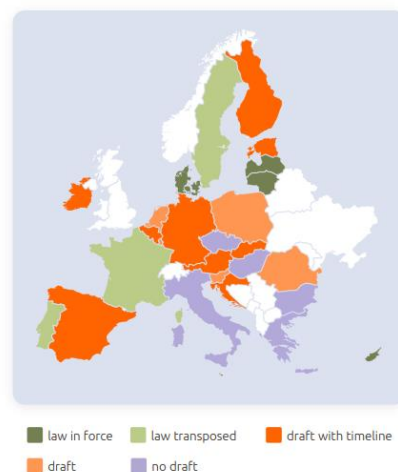 law in force
law transposed
draft with timeline
draft
no draft